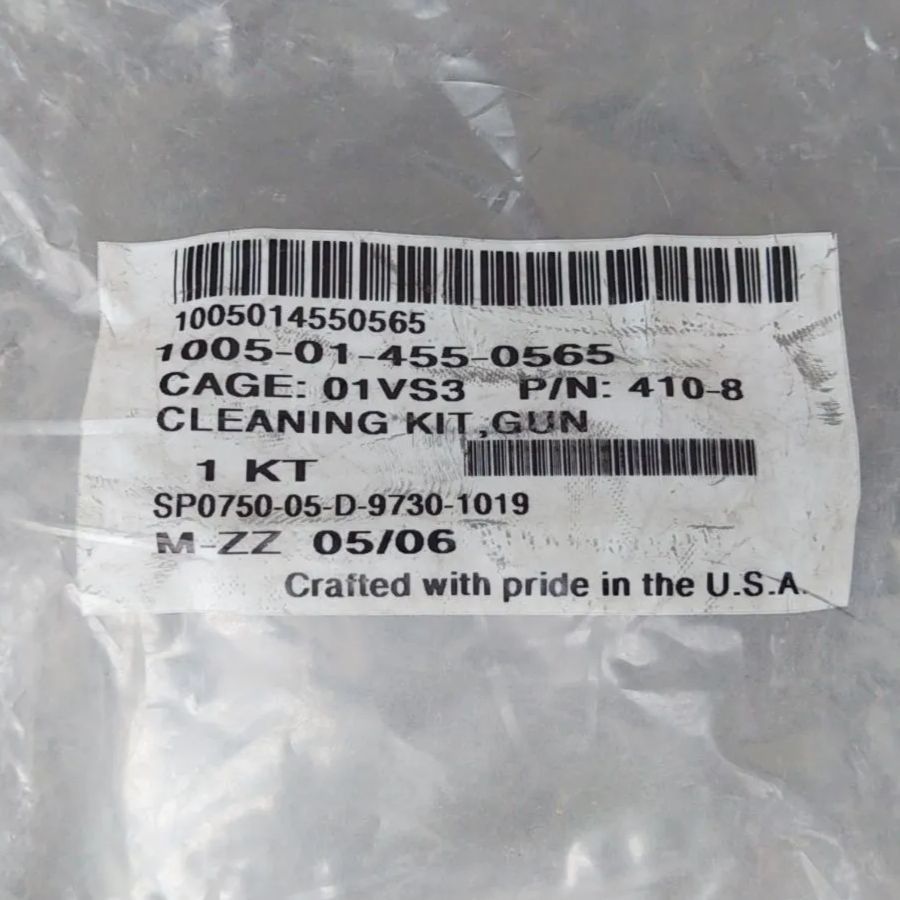 1005014550565
1005-01-455-0565
CAGE: 01VS3 P/N: 410-8
CLEANING KIT,GUN
1 KT
SP0750-05-D-9730-1019
M-ZZ 05/06
Crafted with pride in the U.S.A.